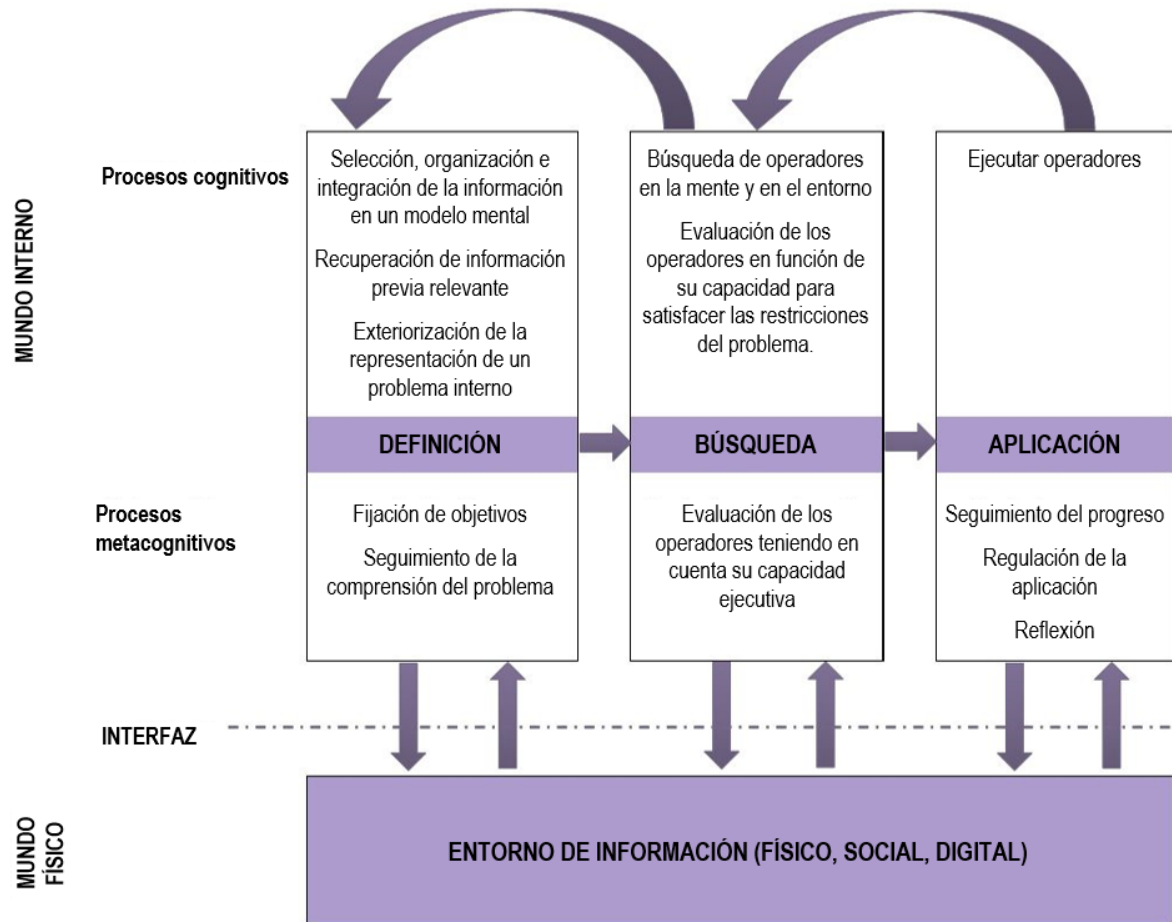 MUNDO INTERNO
Procesos cognitivos
Selección, organización e
integración de la información
en un modelo mental
Recuperación de información
previa relevante
Exteriorización de la
representación de un
problema interno
Búsqueda de operadores
en la mente y en el entorno
Evaluación de los
operadores en función de
su capacidad para
satisfacer las restricciones
del problema.
Ejecutar operadores
DEFINICIÓN
BÚSQUEDA
APLICACIÓN
Procesos
metacognitivos
Fijación de objetivos
Seguimiento de la
comprensión del problema
Evaluación de los
operadores teniendo en
cuenta su capacidad
ejecutiva
Seguimiento del progreso
Regulación de la
aplicación
Reflexión
INTERFAZ
MUNDO
FÍSICO
ENTORNO DE INFORMACIÓN (FÍSICO, SOCIAL, DIGITAL)